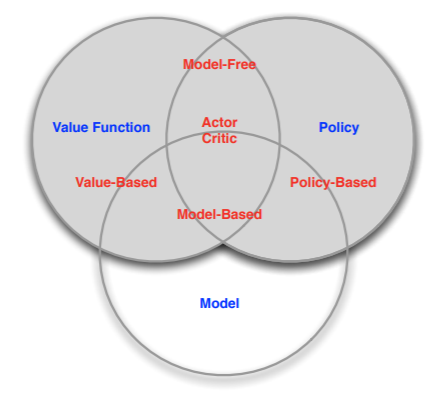 Model-Free
Actor
Critic
Value Function
Policy
Value-Based
Policy-Based
Model-Based
Model